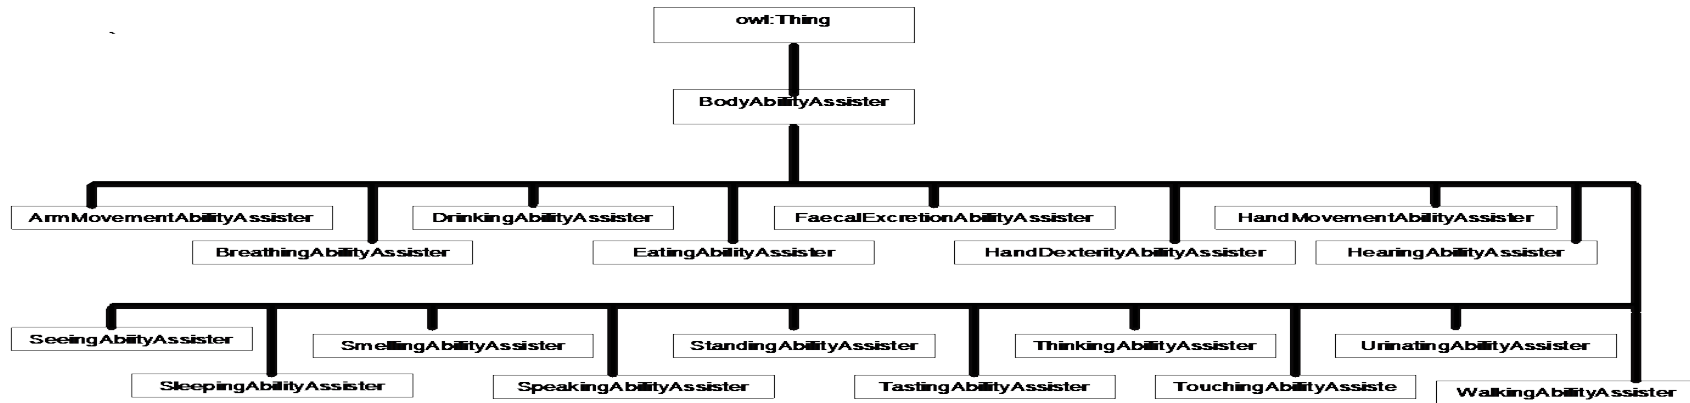 owl:Thing
BodyAbilityAssister
ArmMovementAbilityAssister
DrinkingAbilityAssister
FaecalExcretionAbilityAssister
HandMovementAbilityAssister
BreathingAbilityAssister
EatingAbilityAssister
HandDexterityAbilityAssister
HearingAbilityAssister
SeeingAbilityAssister
SmellingAbilityAssister
StandingAbilityAssister
ThinkingAbilityAssister
UrinatingAbilityAssister
SleepingAbilityAssister
SpeakingAbilityAssister
TastingAbilityAssister
TouchingAbilityAssiste
WalkingAbilityAssister